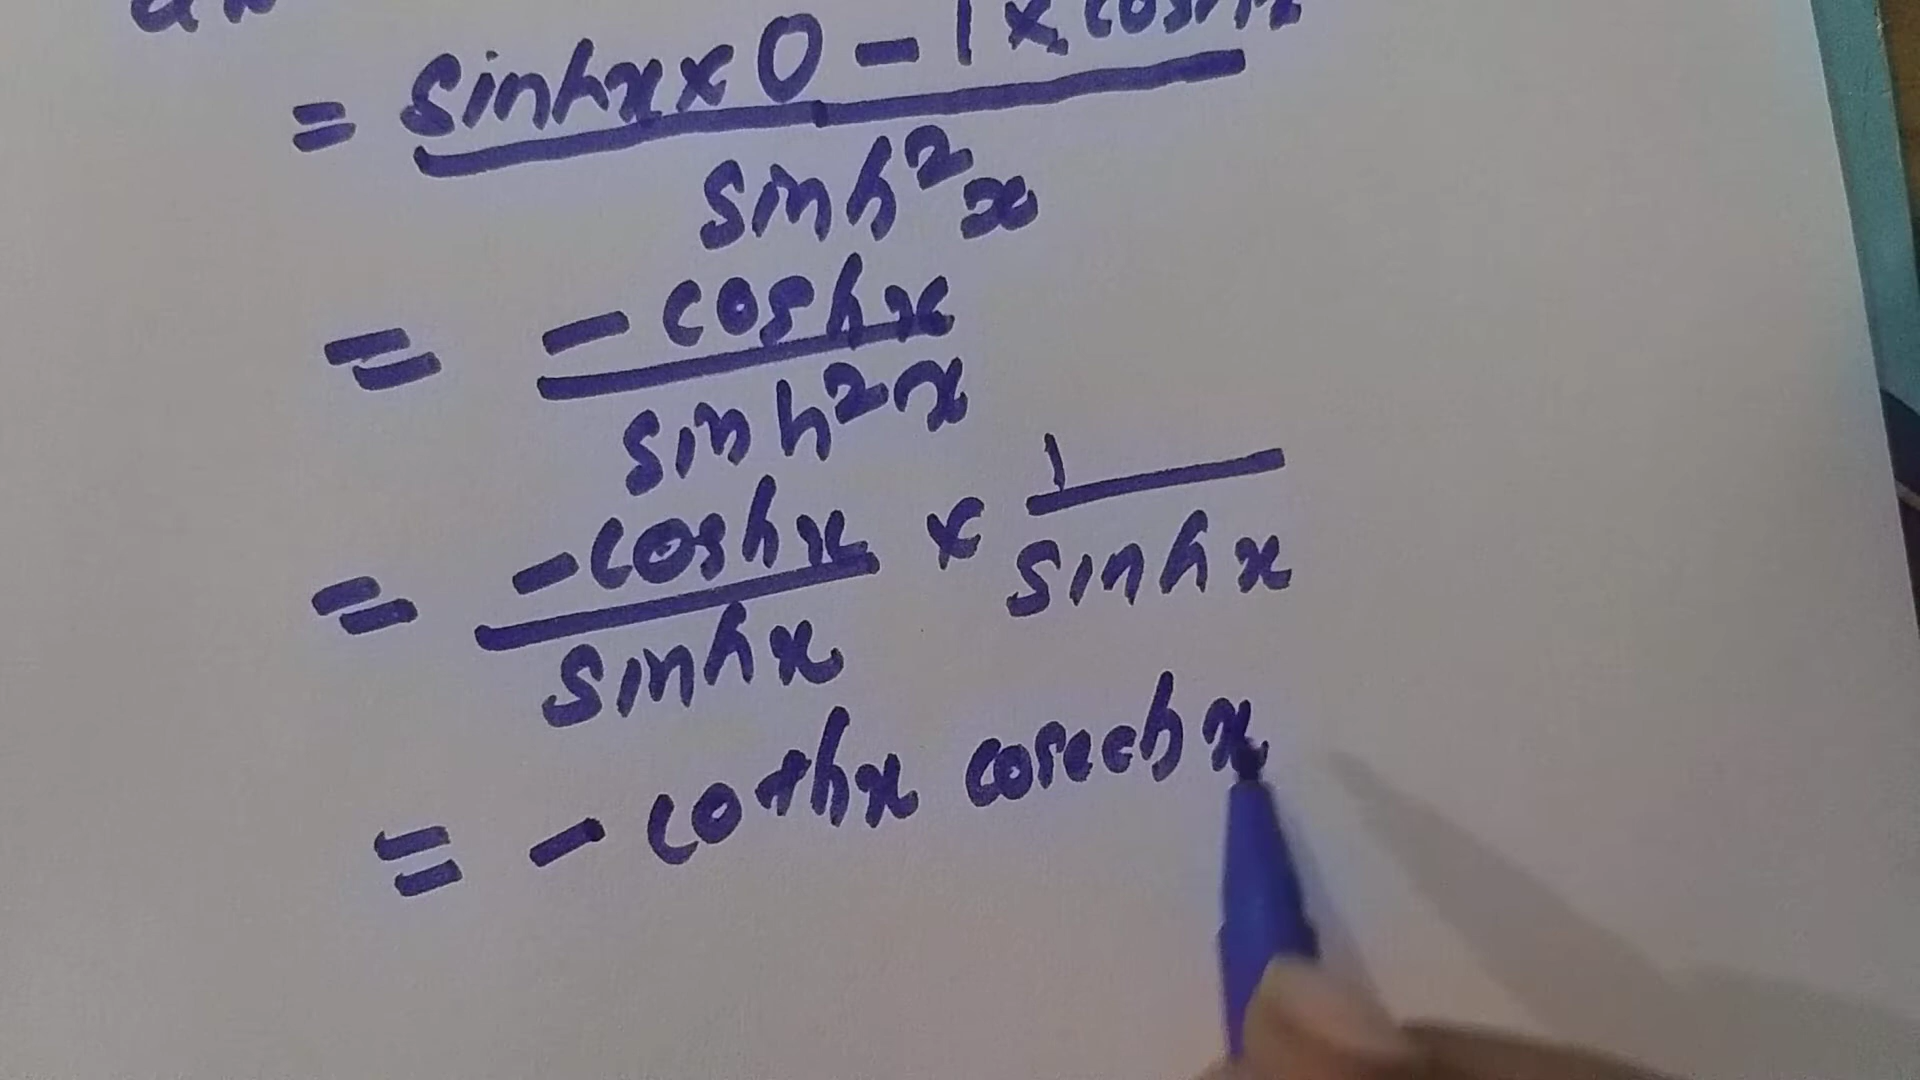 = sinhx × 0 - 1 × coshx
sinh²x
= -coshx
sinh²x
= -coshx × 1
sinhx sinhx
= - cothx cosechx